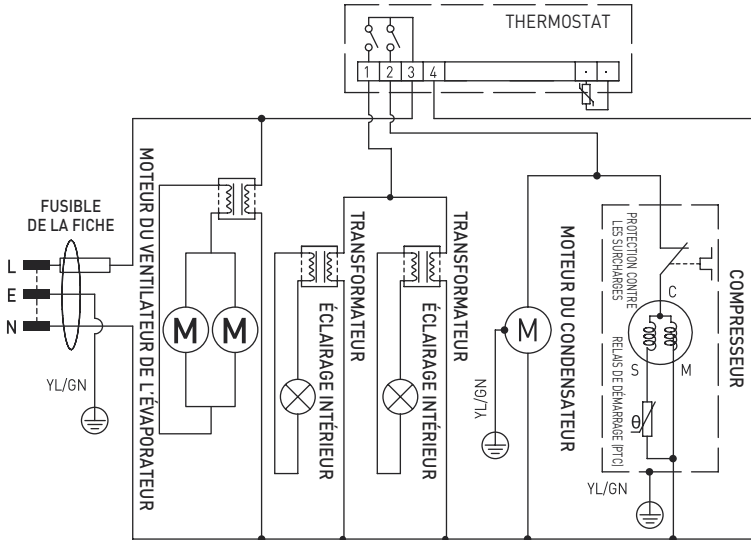 THERMOSTAT
1 2 3 4
FUSIBLE
DE LA FICHE
L
E
N
YL/GN
MOTEUR DU VENTILATEUR DE L'ÉVAPORATEUR
M M
TRANSFORMATEUR
ÉCLAIRAGE INTÉRIEUR
TRANSFORMATEUR
ÉCLAIRAGE INTÉRIEUR
M
YL/GN
MOTEUR DU CONDENSATEUR
PROTECTION CONTRE
LES SURCHARGES
C
S M
RELAIS DE DÉMARRAGE (PTC)
θ
YL/GN
COMPRESSEUR